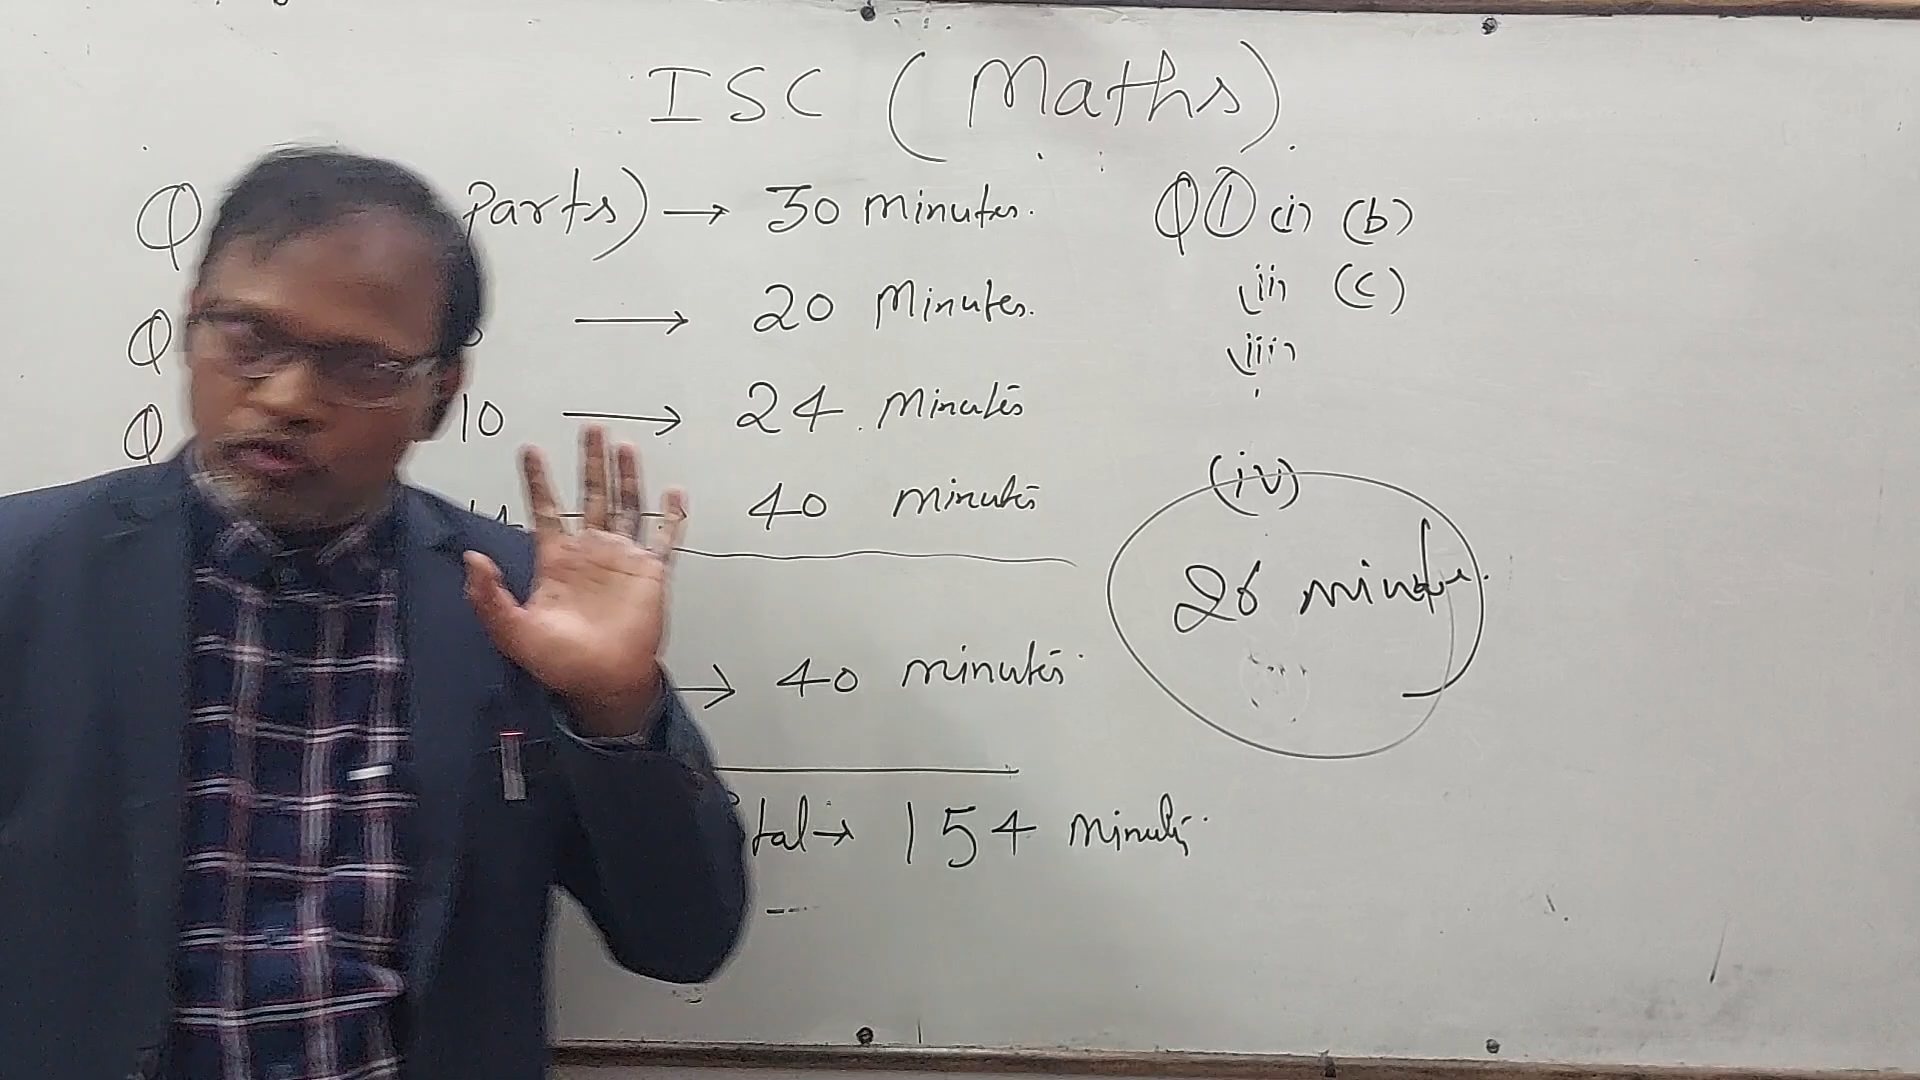 ISC (Maths)
Q Parts) → 30 minutes.
Q → 20 Minutes.
Q 10 → 24 Minutes
→ 40 minutes
→ 40 minutes
→ 154 minutes
Q① (i) (b)
(ii) (c)
(iii)
(iv)
26 minute.